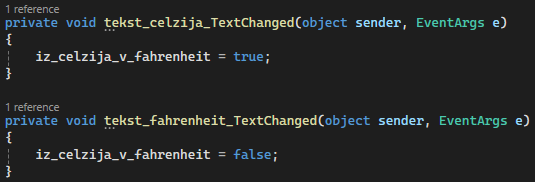 1 reference
private void tekst_celzija_TextChanged(object sender, EventArgs e)
{
    iz_celzija_v_fahrenheit = true;
}
1 reference
private void tekst_fahrenheit_TextChanged(object sender, EventArgs e)
{
    iz_celzija_v_fahrenheit = false;
}